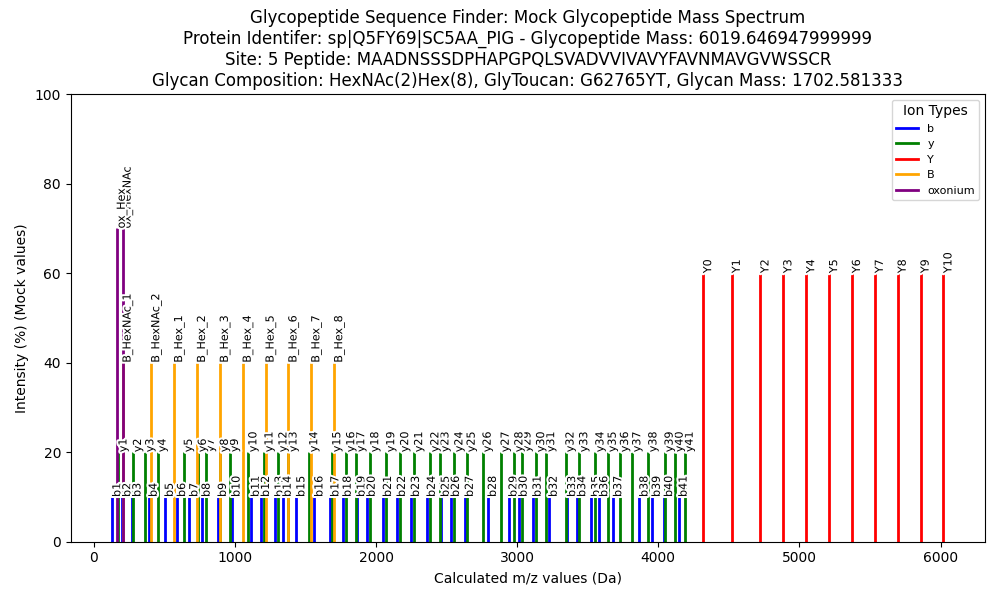 Glycopeptide Sequence Finder: Mock Glycopeptide Mass Spectrum
Protein Identifer: sp|Q5FY69|SC5AA_PIG - Glycopeptide Mass: 6019.646947999999
Site: 5 Peptide: MAADNSSSDPHAPGPQLSVADVVIVAVYFAVNMAVGVWSSCR
Glycan Composition: HexNAc(2)Hex(8), GlyToucan: G62765YT, Glycan Mass: 1702.581333
Intensity (%) (Mock values)
100
80
60
40
20
0
Ion Types
b
y
Y
B
oxonium
ox_Hex
ox_HexNAc
Y0 Y1 Y2 Y3 Y4 Y5 Y6 Y7 Y8 Y9 Y10
B_HexNAc_1 B_HexNAc_2 B_Hex_1 B_Hex_2 B_Hex_3 B_Hex_4 B_Hex_5 B_Hex_6 B_Hex_7 B_Hex_8
y1 y2 y3 y4 y5 y6 y7 y8 y9 y10 y11 y12 y13 y14 y15 y16 y17 y18 y19 y20 y21 y22 y23 y24 y25 y26 y27 y28 y29 y30 y31 y32 y33 y34 y35 y36 y37 y38 y39 y40 y41
b1 b2 b3 b4 b5 b6 b7 b8 b9 b10 b11 b12 b13 b14 b15 b16 b17 b18 b19 b20 b21 b22 b23 b24 b25 b26 b27 b28 b29 b30 b31 b32 b33 b34 b35 b36 b37 b38 b39 b40 b41
0 1000 2000 3000 4000 5000 6000
Calculated m/z values (Da)